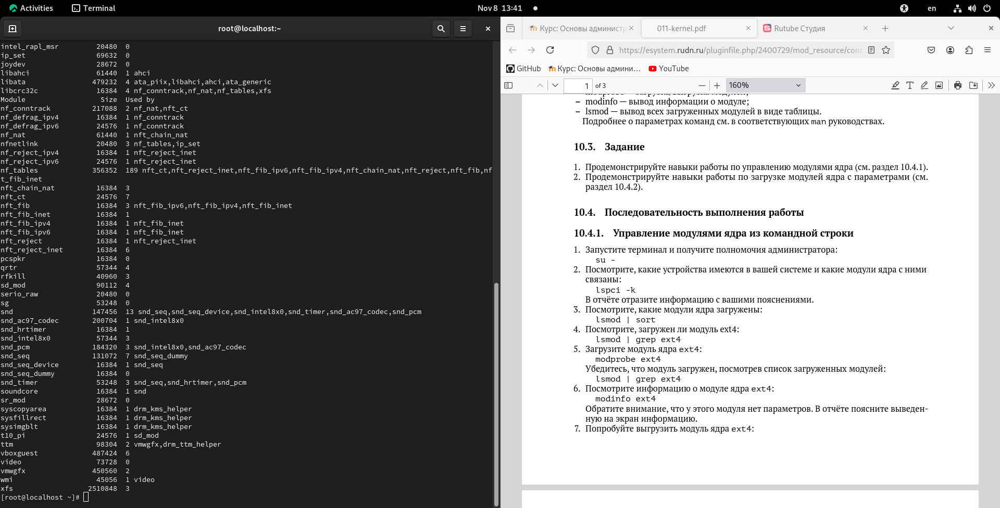 Activities
Terminal
Nov 8 13:41
en
root@localhost:~
intel_rapl_msr 20480 0
ip_set 69632 0
joydev 28672 0
libahci 61440 1 ahci
libata 479232 4 ata_piix,libahci,ahci,ata_generic
libcrc32c 16384 4 nf_conntrack,nf_nat,nf_tables,xfs
Module Size Used by
nf_conntrack 217088 2 nf_nat,nft_ct
nf_defrag_ipv4 16384 1 nf_conntrack
nf_defrag_ipv6 24576 1 nf_conntrack
nf_nat 61440 1 nft_chain_nat
nfnetlink 20480 3 nf_tables,ip_set
nf_reject_ipv4 16384 1 nft_reject_inet
nf_reject_ipv6 24576 1 nft_reject_inet
nf_tables 356352 189 nft_ct,nft_reject_inet,nft_fib_ipv6,nft_fib_ipv4,nft_chain_nat,nft_reject,nft_fib,nf
t_fib_inet
nft_chain_nat 16384 3
nft_ct 24576 7
nft_fib 16384 3 nft_fib_ipv6,nft_fib_ipv4,nft_fib_inet
nft_fib_inet 16384 1
nft_fib_ipv4 16384 1 nft_fib_inet
nft_fib_ipv6 16384 1 nft_fib_inet
nft_reject 16384 1 nft_reject_inet
nft_reject_inet 16384 6
pcspkr 16384 0
qrtr 57344 4
rfkill 40960 3
sd_mod 90112 4
serio_raw 20480 0
sg 53248 0
snd 147456 13 snd_seq,snd_seq_device,snd_intel8x0,snd_timer,snd_ac97_codec,snd_pcm
snd_ac97_codec 200704 1 snd_intel8x0
snd_hrtimer 16384 1
snd_intel8x0 57344 3
snd_pcm 184320 3 snd_intel8x0,snd_ac97_codec
snd_seq 131072 7 snd_seq_dummy
snd_seq_device 16384 1 snd_seq
snd_seq_dummy 16384 0
snd_timer 53248 3 snd_seq,snd_hrtimer,snd_pcm
soundcore 16384 1 snd
sr_mod 28672 0
syscopyarea 16384 1 drm_kms_helper
sysfillrect 16384 1 drm_kms_helper
sysimgblt 16384 1 drm_kms_helper
t10_pi 24576 1 sd_mod
ttm 98304 2 vmwgfx,drm_ttm_helper
vboxguest 487424 6
video 73728 0
vmwgfx 450560 2
wmi 45056 1 video
xfs 2510848 3
[root@localhost ~]#
Курс: Основы администр
011-kernel.pdf
Rutube Студия
https://esystem.rudn.ru/pluginfile.php/2400729/mod_resource/cont
GitHub
Курс: Основы админи…
YouTube
1 of 3
160%
– modinfo — вывод информации о модуле;
– lsmod — вывод всех загруженных модулей в виде таблицы.
Подробнее о параметрах команд см. в соответствующих man руководствах.
10.3. Задание
1. Продемонстрируйте навыки работы по управлению модулями ядра (см. раздел 10.4.1).
2. Продемонстрируйте навыки работы по загрузке модулей ядра с параметрами (см.
раздел 10.4.2).
10.4. Последовательность выполнения работы
10.4.1. Управление модулями ядра из командной строки
1. Запустите терминал и получите полномочия администратора:
su -
2. Посмотрите, какие устройства имеются в вашей системе и какие модули ядра с ними
связаны:
lspci -k
В отчёте отразите информацию с вашими пояснениями.
3. Посмотрите, какие модули ядра загружены:
lsmod | sort
4. Посмотрите, загружен ли модуль ext4:
lsmod | grep ext4
5. Загрузите модуль ядра ext4:
modprobe ext4
Убедитесь, что модуль загружен, посмотрев список загруженных модулей:
lsmod | grep ext4
6. Посмотрите информацию о модуле ядра ext4:
modinfo ext4
Обратите внимание, что у этого модуля нет параметров. В отчёте поясните выведен-
ную на экран информацию.
7. Попробуйте выгрузить модуль ядра ext4: